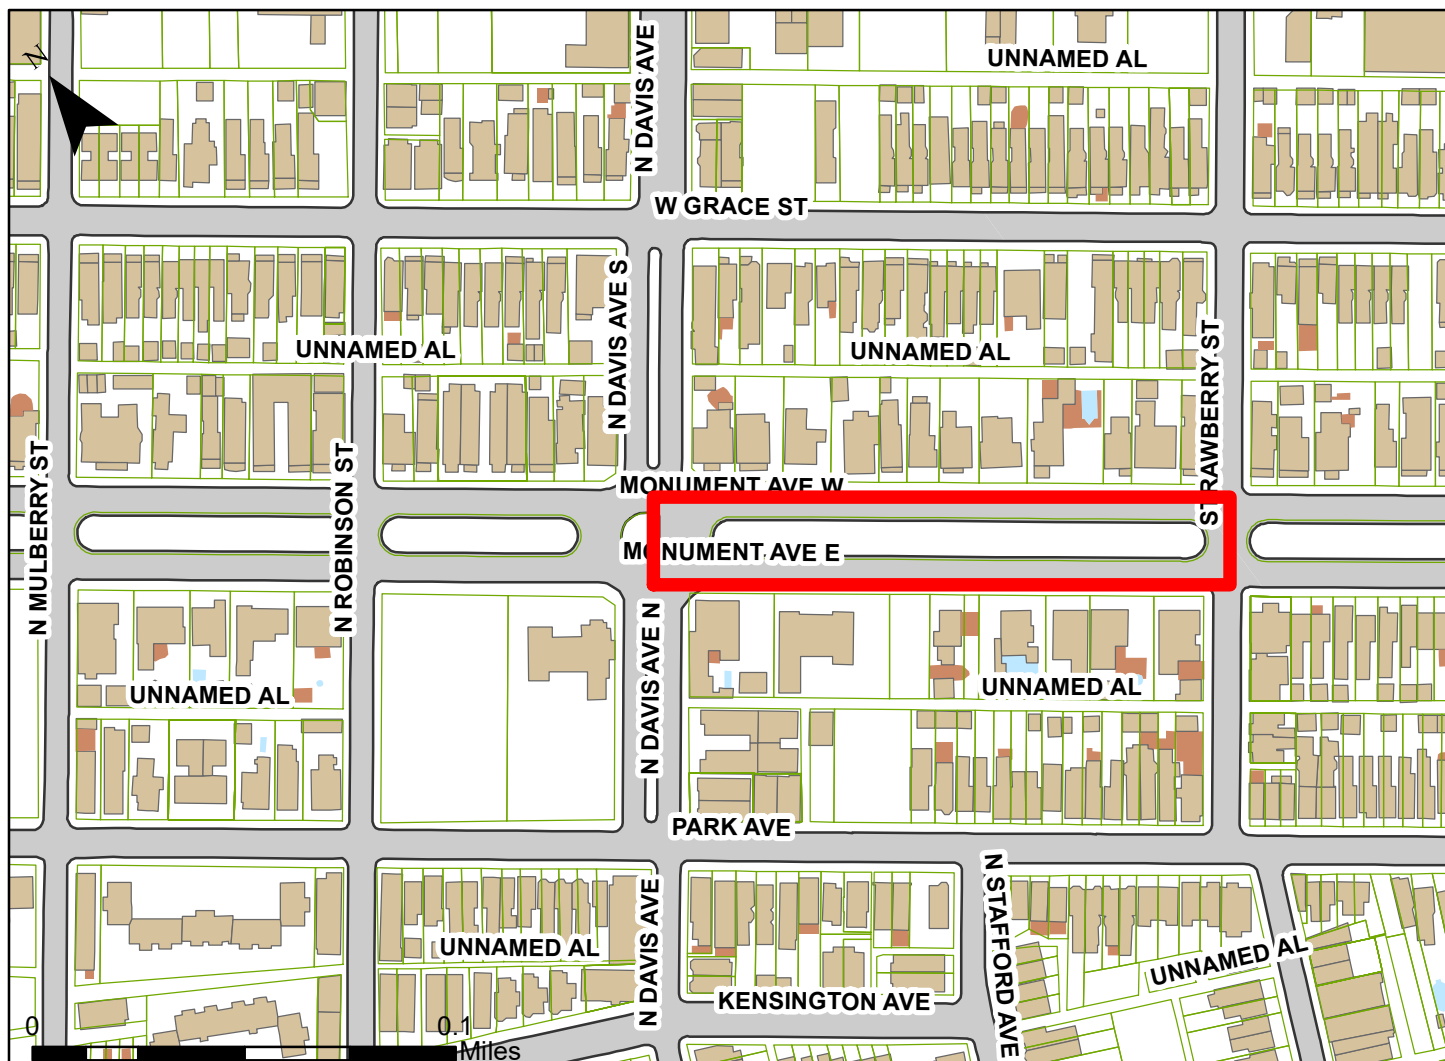 N
UNNAMED AL
N DAVIS AVE
W GRACE ST
N DAVIS AVE S
UNNAMED AL
UNNAMED AL
STRAWBERRY ST
N MULBERRY ST
N ROBINSON ST
MONUMENT AVE W
MONUMENT AVE E
N DAVIS AVE N
UNNAMED AL
UNNAMED AL
PARK AVE
N DAVIS AVE
UNNAMED AL
N STAFFORD AVE
UNNAMED AL
KENSINGTON AVE
0
0.1
Miles